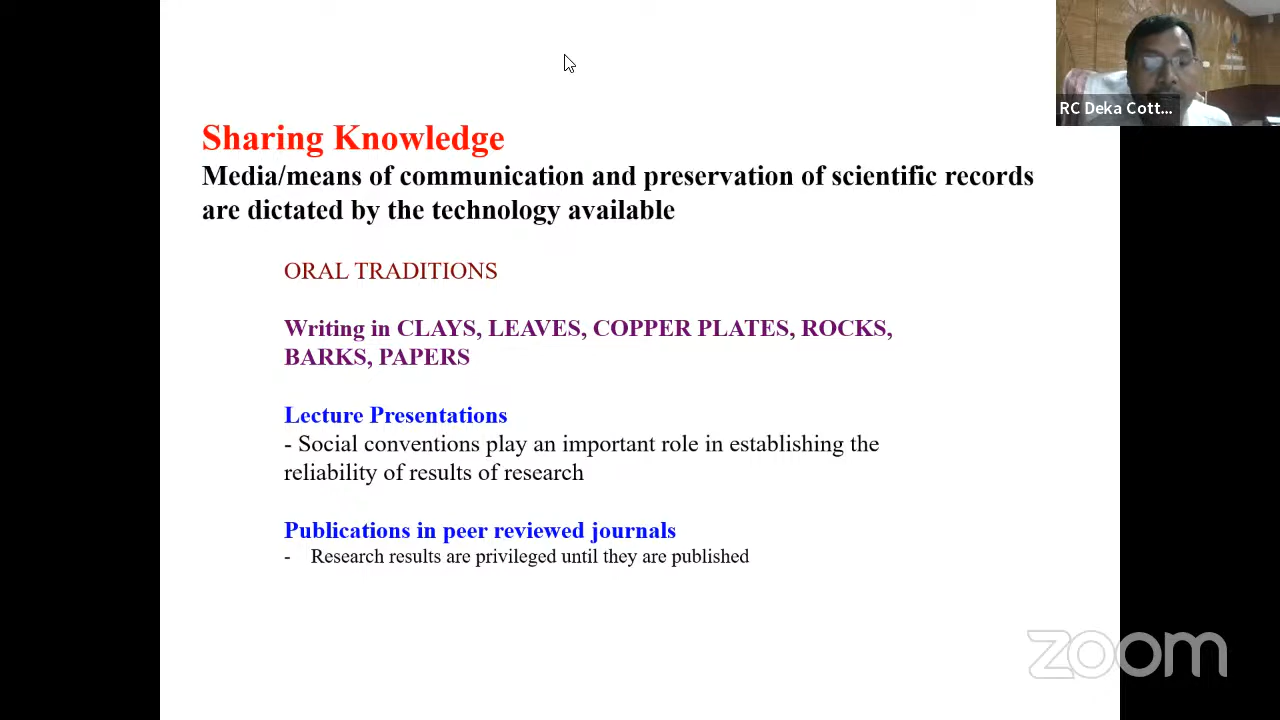 RC Deka Cott...
Sharing Knowledge
Media/means of communication and preservation of scientific records
are dictated by the technology available
ORAL TRADITIONS
Writing in CLAYS, LEAVES, COPPER PLATES, ROCKS,
BARKS, PAPERS
Lecture Presentations
- Social conventions play an important role in establishing the
reliability of results of research
Publications in peer reviewed journals
- Research results are privileged until they are published
zoom